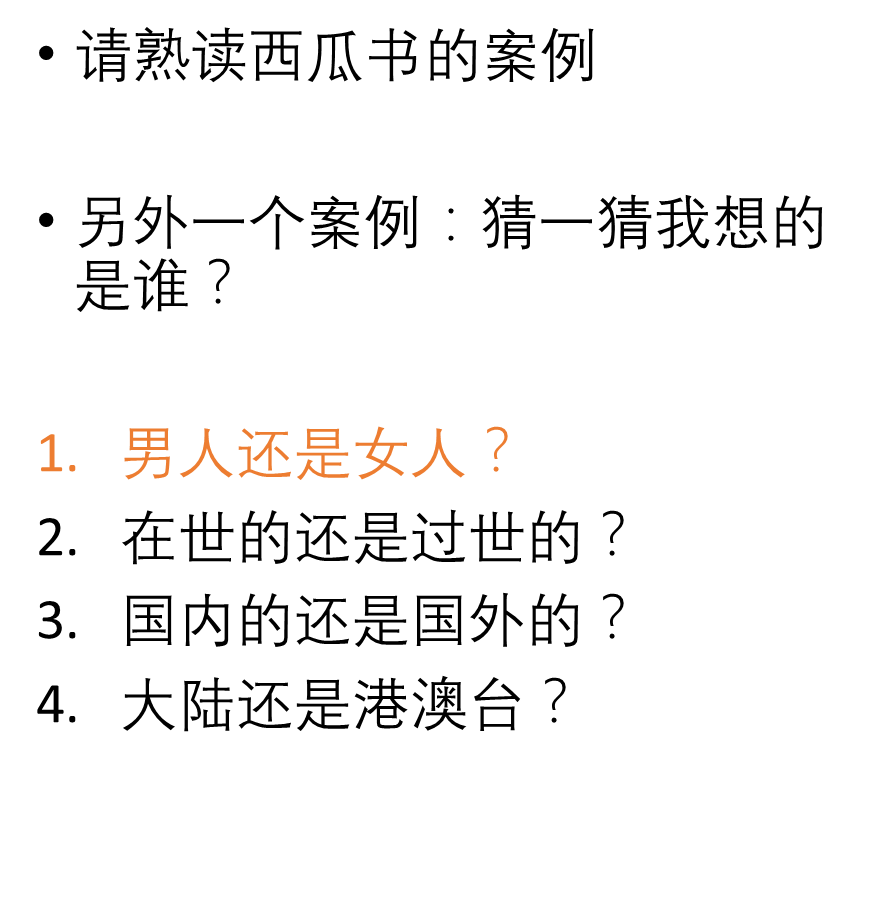 • 请熟读西瓜书的案例
• 另外一个案例：猜一猜我想的
是谁？
1. 男人还是女人？
2. 在世的还是过世的？
3. 国内的还是国外的？
4. 大陆还是港澳台？